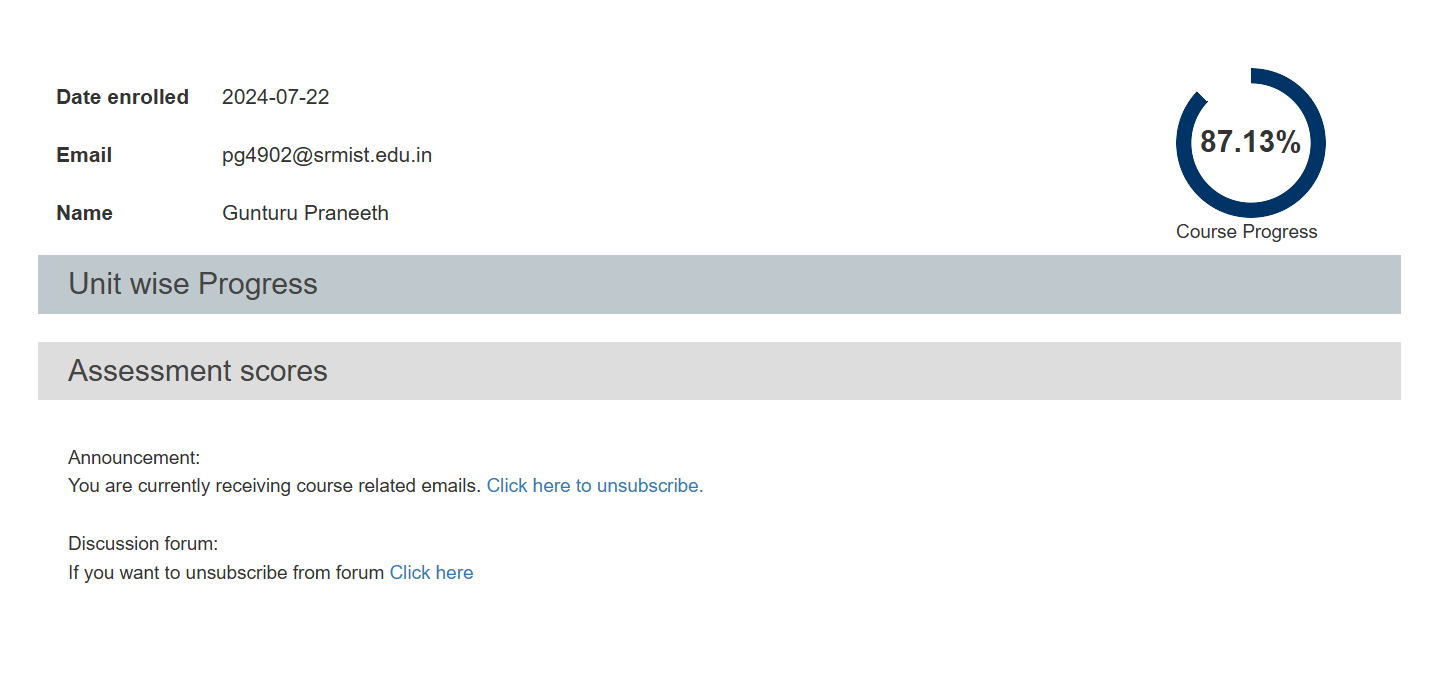 Date enrolled 2024-07-22
Email pg4902@srmist.edu.in
Name Gunturu Praneeth
87.13%
Course Progress
Unit wise Progress
Assessment scores
Announcement:
You are currently receiving course related emails. Click here to unsubscribe.
Discussion forum:
If you want to unsubscribe from forum Click here